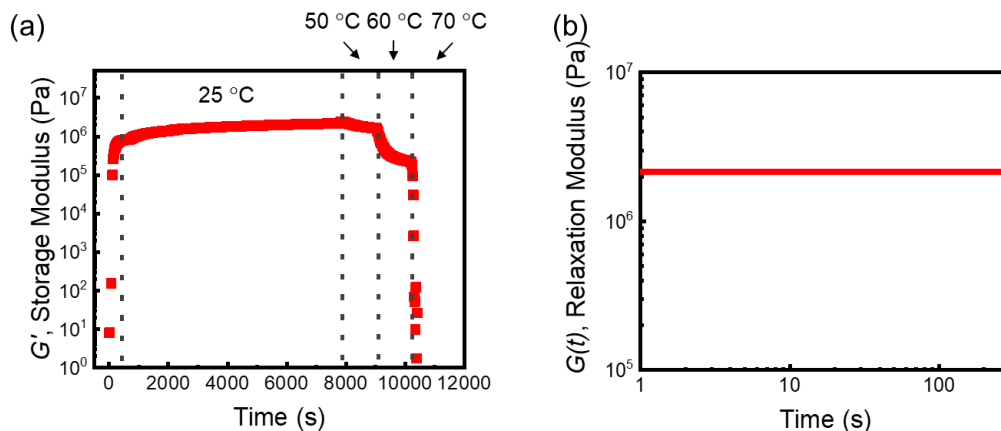 (a)
50 °C 60 °C 70 °C
25 °C
G', Storage Modulus (Pa)
10⁷
10⁶
10⁵
10⁴
10³
10²
10¹
10⁰
0 2000 4000 6000 8000 10000 12000
Time (s)
(b)
G(t), Relaxation Modulus (Pa)
10⁷
10⁶
10⁵
1 10 100
Time (s)